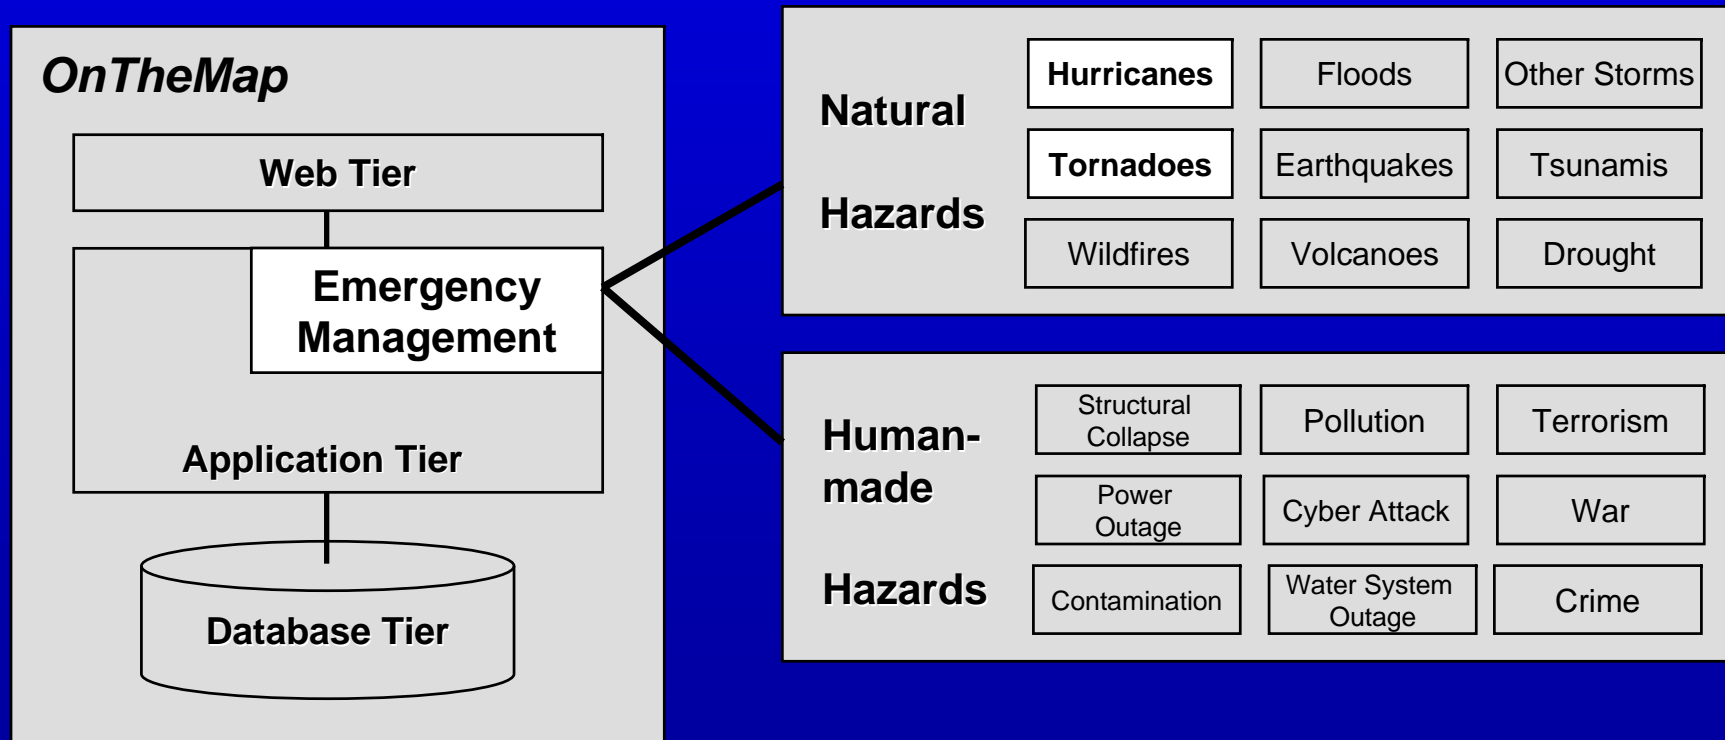 OnTheMap
Web Tier
Emergency
Management
Application Tier
Database Tier
Natural
Hazards
Hurricanes
Floods
Other Storms
Tornadoes
Earthquakes
Tsunamis
Wildfires
Volcanoes
Drought
Human-
made
Hazards
Structural
Collapse
Pollution
Terrorism
Power
Outage
Cyber Attack
War
Contamination
Water System
Outage
Crime